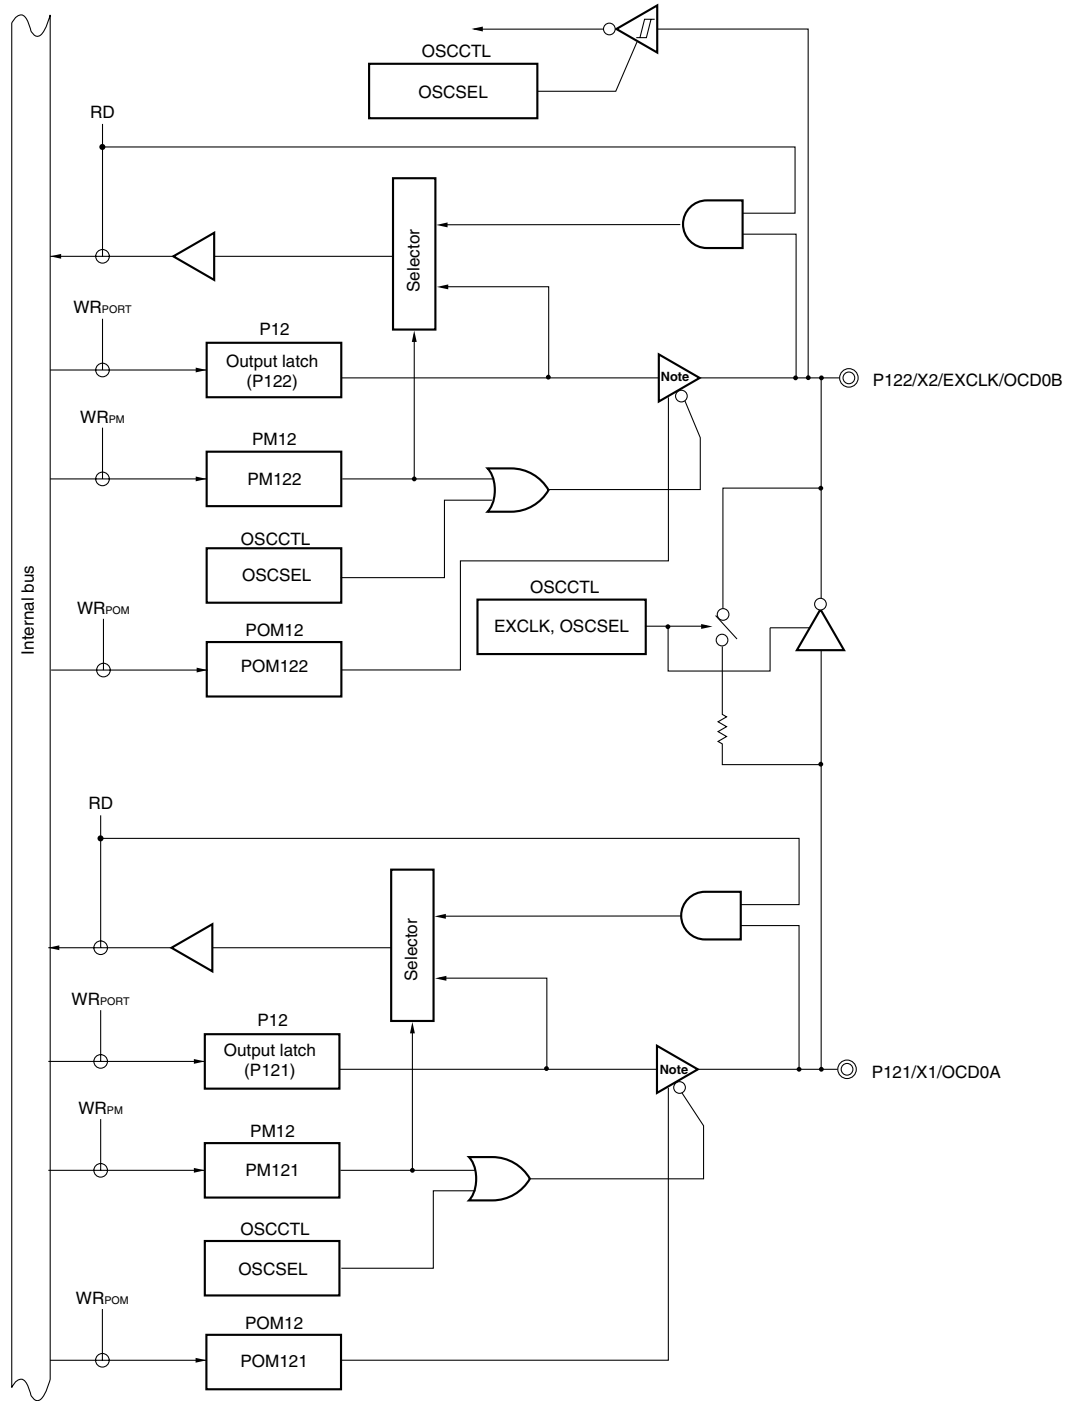 OSCCTL
OSCSEL
RD
Selector
WRPORT
P12
Output latch
(P122)
Note
P122/X2/EXCLK/OCD0B
WRPM
PM12
PM122
OSCCTL
OSCSEL
Internal bus
OSCCTL
EXCLK, OSCSEL
WRPOM
POM12
POM122
RD
Selector
WRPORT
P12
Output latch
(P121)
Note
P121/X1/OCD0A
WRPM
PM12
PM121
OSCCTL
OSCSEL
WRPOM
POM12
POM121